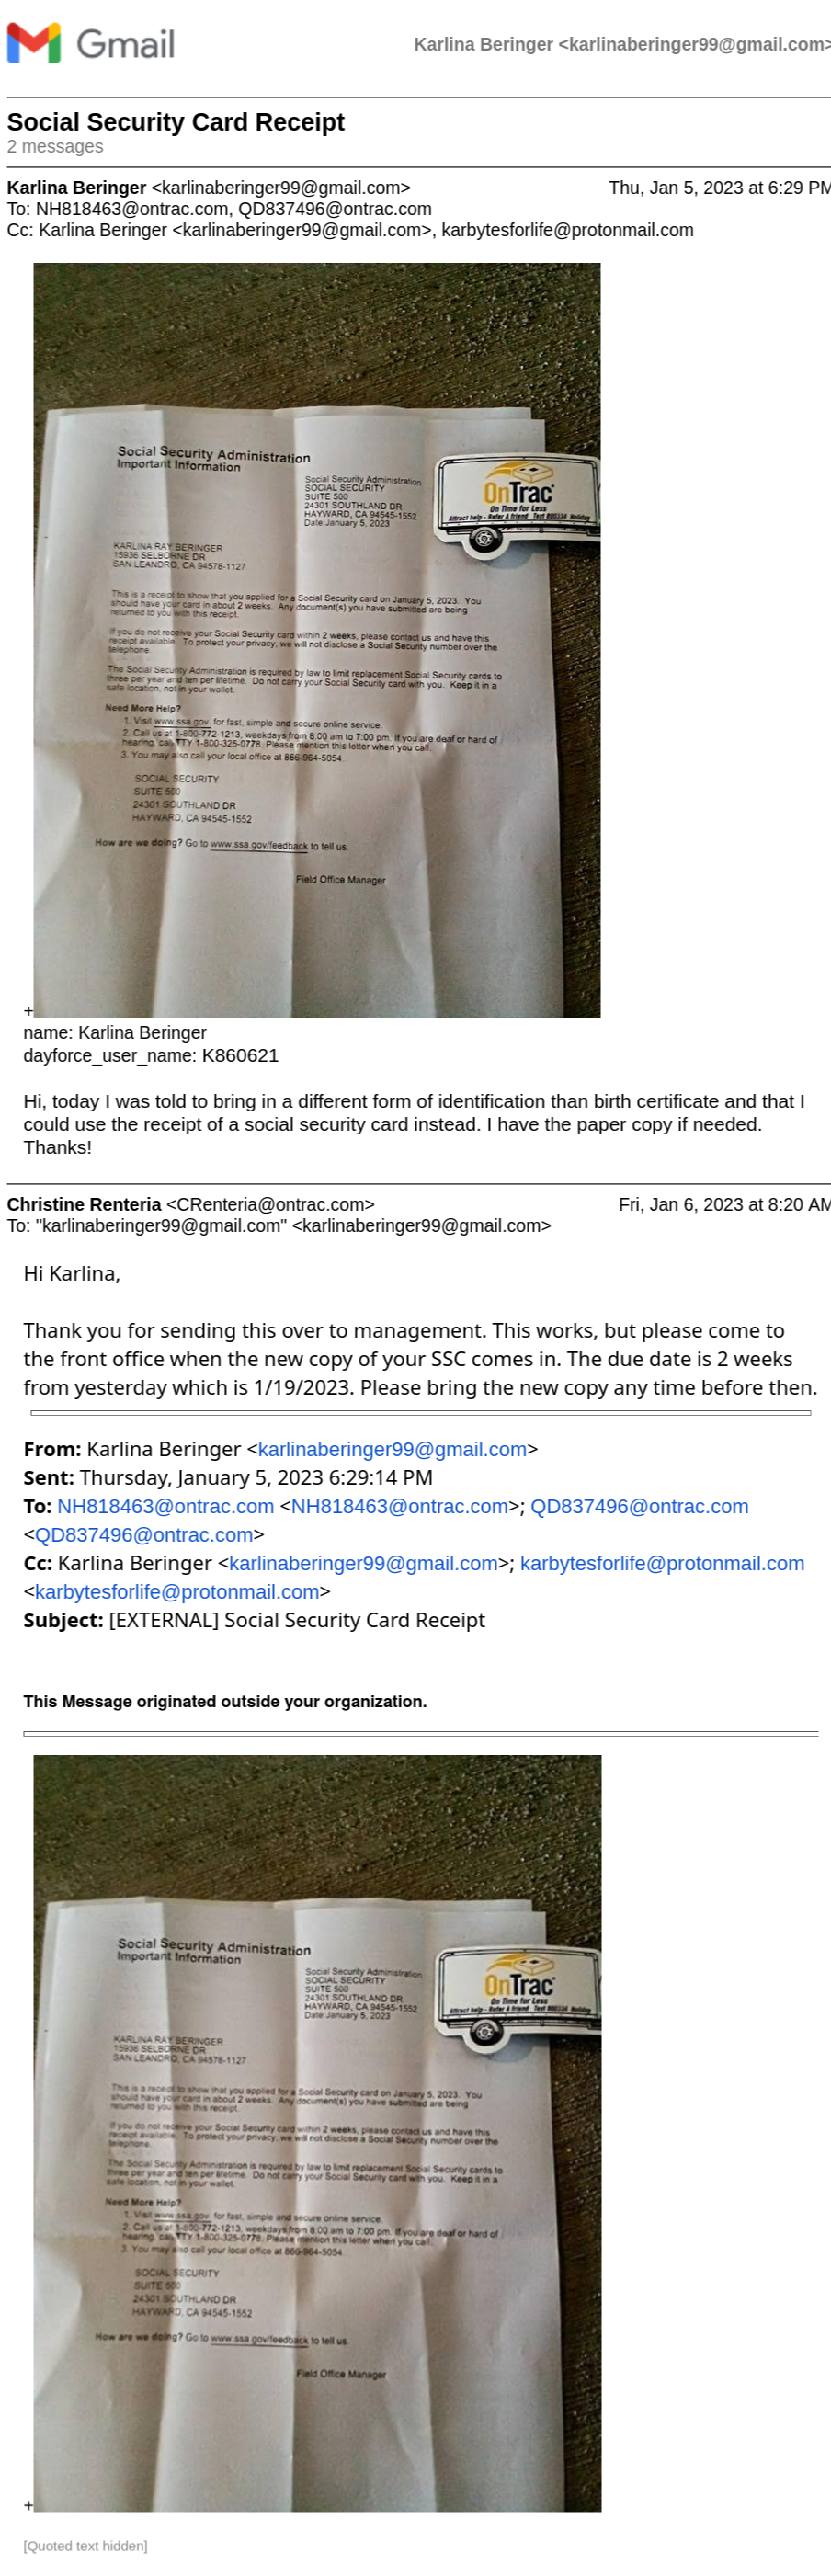 Gmail
Karlina Beringer <karlinaberinger99@gmail.com>
Social Security Card Receipt
2 messages
Karlina Beringer <karlinaberinger99@gmail.com>
Thu, Jan 5, 2023 at 6:29 PM
To: NH818463@ontrac.com, QD837496@ontrac.com
Cc: Karlina Beringer <karlinaberinger99@gmail.com>, karbytesforlife@protonmail.com
Social Security Administration
Important Information
Social Security Administration
SOCIAL SECURITY
SUITE 500
24301 SOUTHLAND DR
HAYWARD, CA 94545-1552
Date: January 5, 2023
OnTrac
On Time for Less
Attract help - Refer A friend Text 800334 Holiday
KARLINA RAY BERINGER
15936 SELBORNE DR
SAN LEANDRO, CA 94578-1127
This is a receipt to show that you applied for a Social Security card on January 5, 2023. You
should have your card in about 2 weeks. Any document(s) you have submitted are being
returned to you with this receipt.
If you do not receive your Social Security card within 2 weeks, please contact us and have this
receipt available. To protect your privacy, we will not disclose a Social Security number over the
telephone.
The Social Security Administration is required by law to limit replacement Social Security cards to
three per year and ten per lifetime. Do not carry your Social Security card with you. Keep it in a
safe location, not in your wallet.
Need More Help?
1. Visit www.ssa.gov for fast, simple and secure online service.
2. Call us at 1-800-772-1213, weekdays from 8:00 am to 7:00 pm. If you are deaf or hard of
hearing, call TTY 1-800-325-0778. Please mention this letter when you call.
3. You may also call your local office at 866-964-5054.
SOCIAL SECURITY
SUITE 500
24301 SOUTHLAND DR
HAYWARD, CA 94545-1552
How are we doing? Go to www.ssa.gov/feedback to tell us.
Field Office Manager
+
name: Karlina Beringer
dayforce_user_name: K860621
Hi, today I was told to bring in a different form of identification than birth certificate and that I
could use the receipt of a social security card instead. I have the paper copy if needed.
Thanks!
Christine Renteria <CRenteria@ontrac.com>
Fri, Jan 6, 2023 at 8:20 AM
To: "karlinaberinger99@gmail.com" <karlinaberinger99@gmail.com>
Hi Karlina,
Thank you for sending this over to management. This works, but please come to
the front office when the new copy of your SSC comes in. The due date is 2 weeks
from yesterday which is 1/19/2023. Please bring the new copy any time before then.
From: Karlina Beringer <karlinaberinger99@gmail.com>
Sent: Thursday, January 5, 2023 6:29:14 PM
To: NH818463@ontrac.com <NH818463@ontrac.com>; QD837496@ontrac.com
<QD837496@ontrac.com>
Cc: Karlina Beringer <karlinaberinger99@gmail.com>; karbytesforlife@protonmail.com
<karbytesforlife@protonmail.com>
Subject: [EXTERNAL] Social Security Card Receipt
This Message originated outside your organization.
Social Security Administration
Important Information
Social Security Administration
SOCIAL SECURITY
SUITE 500
24301 SOUTHLAND DR
HAYWARD, CA 94545-1552
Date: January 5, 2023
OnTrac
On Time for Less
Attract help - Refer A friend Text 800334 Holiday
KARLINA RAY BERINGER
15936 SELBORNE DR
SAN LEANDRO, CA 94578-1127
This is a receipt to show that you applied for a Social Security card on January 5, 2023. You
should have your card in about 2 weeks. Any document(s) you have submitted are being
returned to you with this receipt.
If you do not receive your Social Security card within 2 weeks, please contact us and have this
receipt available. To protect your privacy, we will not disclose a Social Security number over the
telephone.
The Social Security Administration is required by law to limit replacement Social Security cards to
three per year and ten per lifetime. Do not carry your Social Security card with you. Keep it in a
safe location, not in your wallet.
Need More Help?
1. Visit www.ssa.gov for fast, simple and secure online service.
2. Call us at 1-800-772-1213, weekdays from 8:00 am to 7:00 pm. If you are deaf or hard of
hearing, call TTY 1-800-325-0778. Please mention this letter when you call.
3. You may also call your local office at 866-964-5054.
SOCIAL SECURITY
SUITE 500
24301 SOUTHLAND DR
HAYWARD, CA 94545-1552
How are we doing? Go to www.ssa.gov/feedback to tell us.
Field Office Manager
+
[Quoted text hidden]